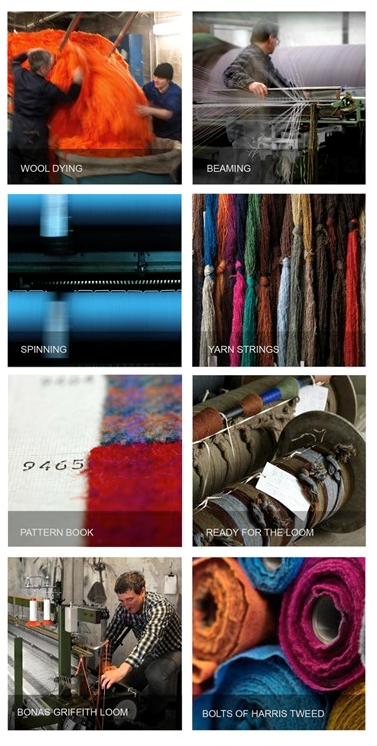 WOOL DYING
BEAMING
SPINNING
YARN STRINGS
9465
PATTERN BOOK
READY FOR THE LOOM
BONAS GRIFFITH LOOM
BOLTS OF HARRIS TWEED